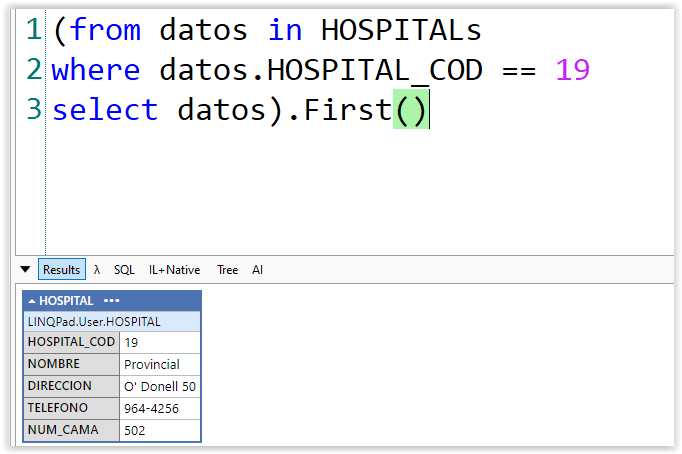 1 (from datos in HOSPITALs
2 where datos.HOSPITAL_COD == 19
3 select datos).First()
Results λ SQL IL+Native Tree AI
HOSPITAL •••
LINQPad.User.HOSPITAL
HOSPITAL_COD 19
NOMBRE Provincial
DIRECCION O' Donell 50
TELEFONO 964-4256
NUM_CAMA 502